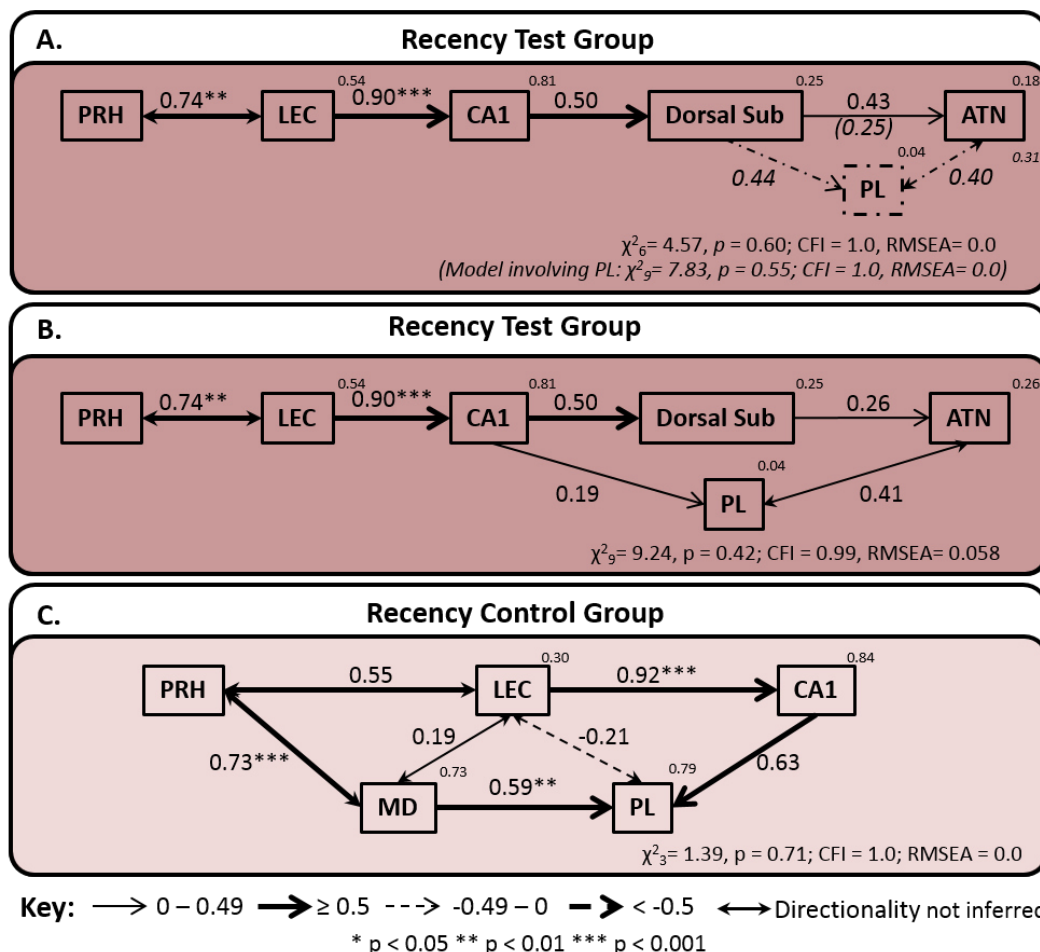 A.
Recency Test Group
0.54 0.81 0.25 0.18
PRH 0.74** LEC 0.90*** CA1 0.50 Dorsal Sub 0.43 ATN
(0.25)
0.04 0.31
0.44 PL 0.40
χ²₆= 4.57, p = 0.60; CFI = 1.0, RMSEA= 0.0
(Model involving PL: χ²₉= 7.83, p = 0.55; CFI = 1.0, RMSEA= 0.0)
B.
Recency Test Group
0.54 0.81 0.25 0.26
PRH 0.74** LEC 0.90*** CA1 0.50 Dorsal Sub 0.26 ATN
0.04
0.19 PL 0.41
χ²₉= 9.24, p = 0.42; CFI = 0.99, RMSEA= 0.058
C.
Recency Control Group
0.30 0.84
PRH 0.55 LEC 0.92*** CA1
0.73*** 0.19 -0.21 0.63
0.73 0.79
MD 0.59** PL
χ²₃= 1.39, p = 0.71; CFI = 1.0; RMSEA = 0.0
Key: 0 – 0.49 ≥ 0.5 -0.49 – 0 < -0.5 Directionality not inferred
* p < 0.05 ** p < 0.01 *** p < 0.001